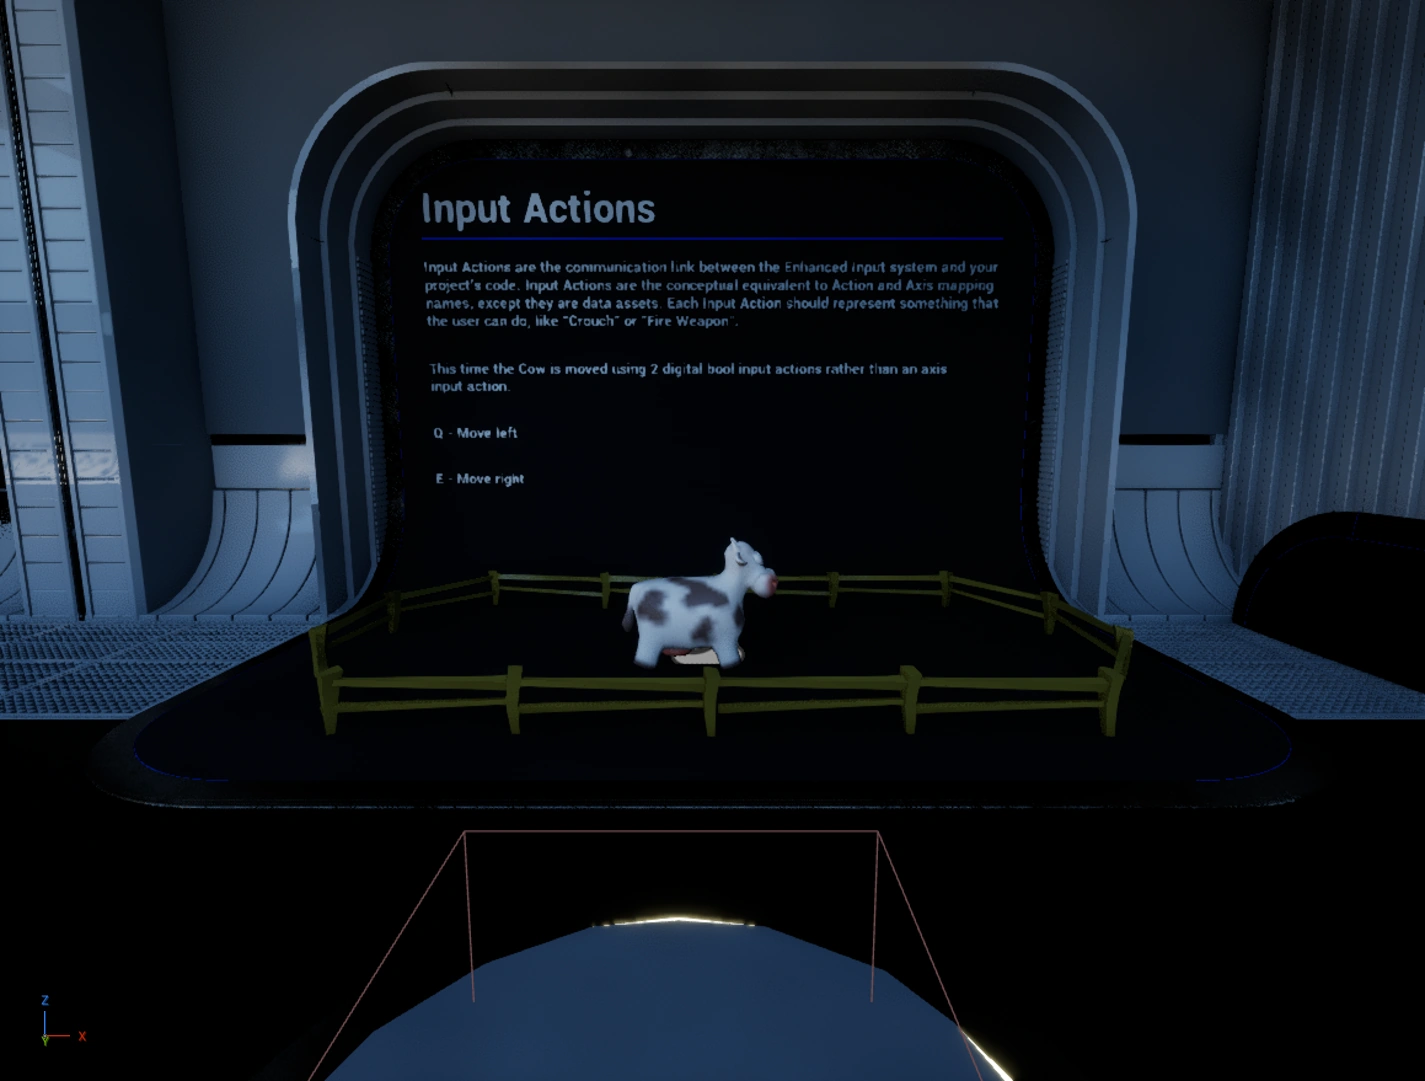 Input Actions
Input Actions are the communication link between the Enhanced Input system and your
project's code. Input Actions are the conceptual equivalent to Action and Axis mapping
names, except they are data assets. Each Input Action should represent something that
the user can do, like "Crouch" or "Fire Weapon".
This time the Cow is moved using 2 digital bool input actions rather than an axis
input action.
Q - Move left
E - Move right
Z
X
Y